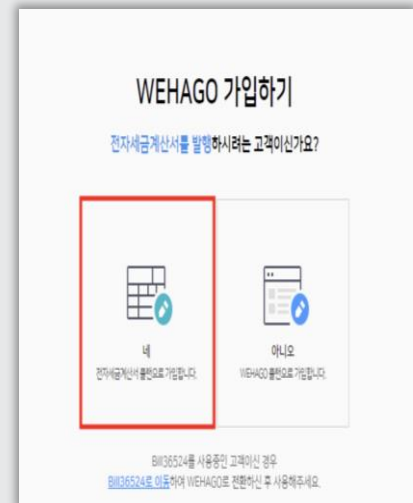 WEHAGO 가입하기
전자세금계산서를 발행하시려는 고객이신가요?
네
전자세금계산서 플랜으로 가입합니다.
아니오
WEHAGO 플랜으로 가입합니다.
Bill36524를 사용중인 고객이신 경우
Bill36524로 이동하여 WEHAGO로 전환하신 후 사용해주세요.